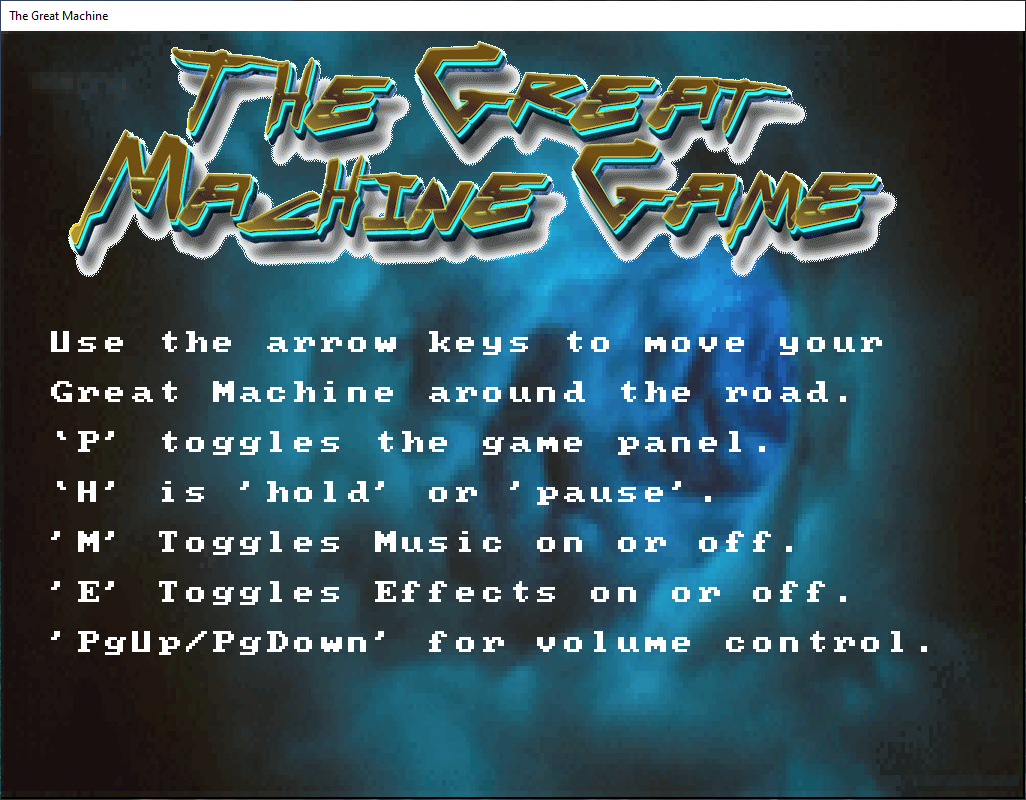 The Great Machine
The Great
Machine Game
Use the arrow keys to move your
Great Machine around the road.
‘P’ toggles the game panel.
‘H’ is ’hold’ or ’pause’.
’M’ Toggles Music on or off.
’E’ Toggles Effects on or off.
’PgUp/PgDown’ for volume control.